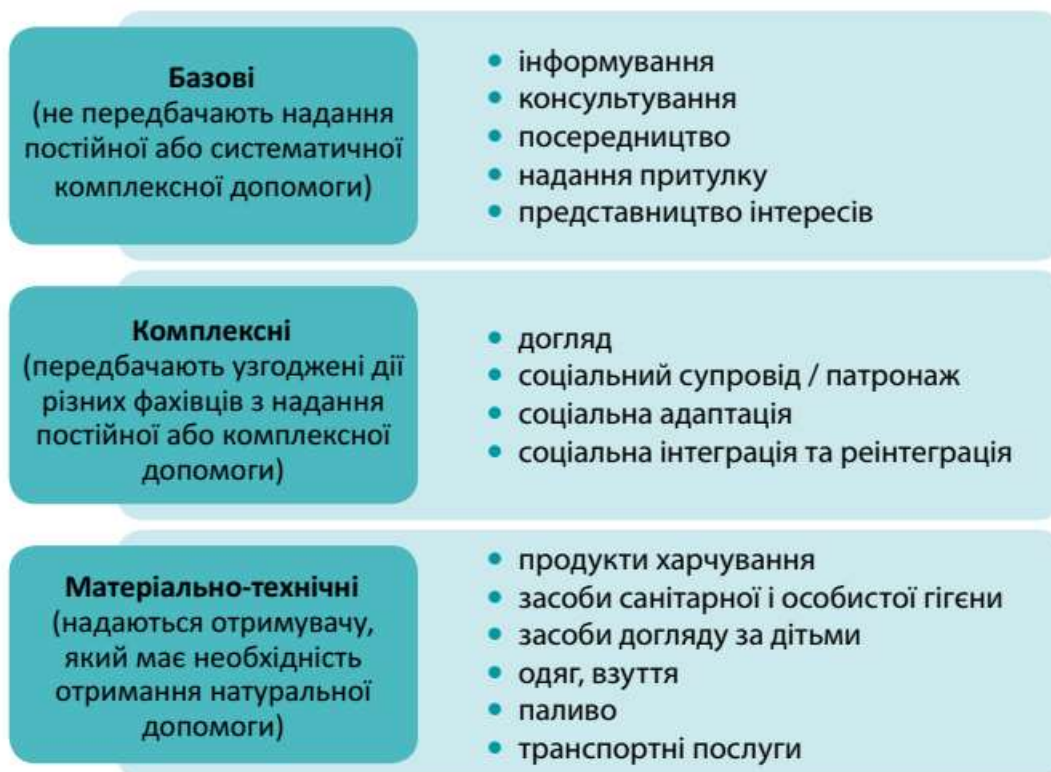 Базові
(не передбачають надання
постійної або систематичної
комплексної допомоги)
• інформування
• консультування
• посередництво
• надання притулку
• представництво інтересів
Комплексні
(передбачають узгоджені дії
різних фахівців з надання
постійної або комплексної
допомоги)
• догляд
• соціальний супровід / патронаж
• соціальна адаптація
• соціальна інтеграція та реінтеграція
Матеріально-технічні
(надаються отримувачу,
який має необхідність
отримання натуральної
допомоги)
• продукти харчування
• засоби санітарної і особистої гігєни
• засоби догляду за дітьми
• одяг, взуття
• паливо
• транспортні послуги